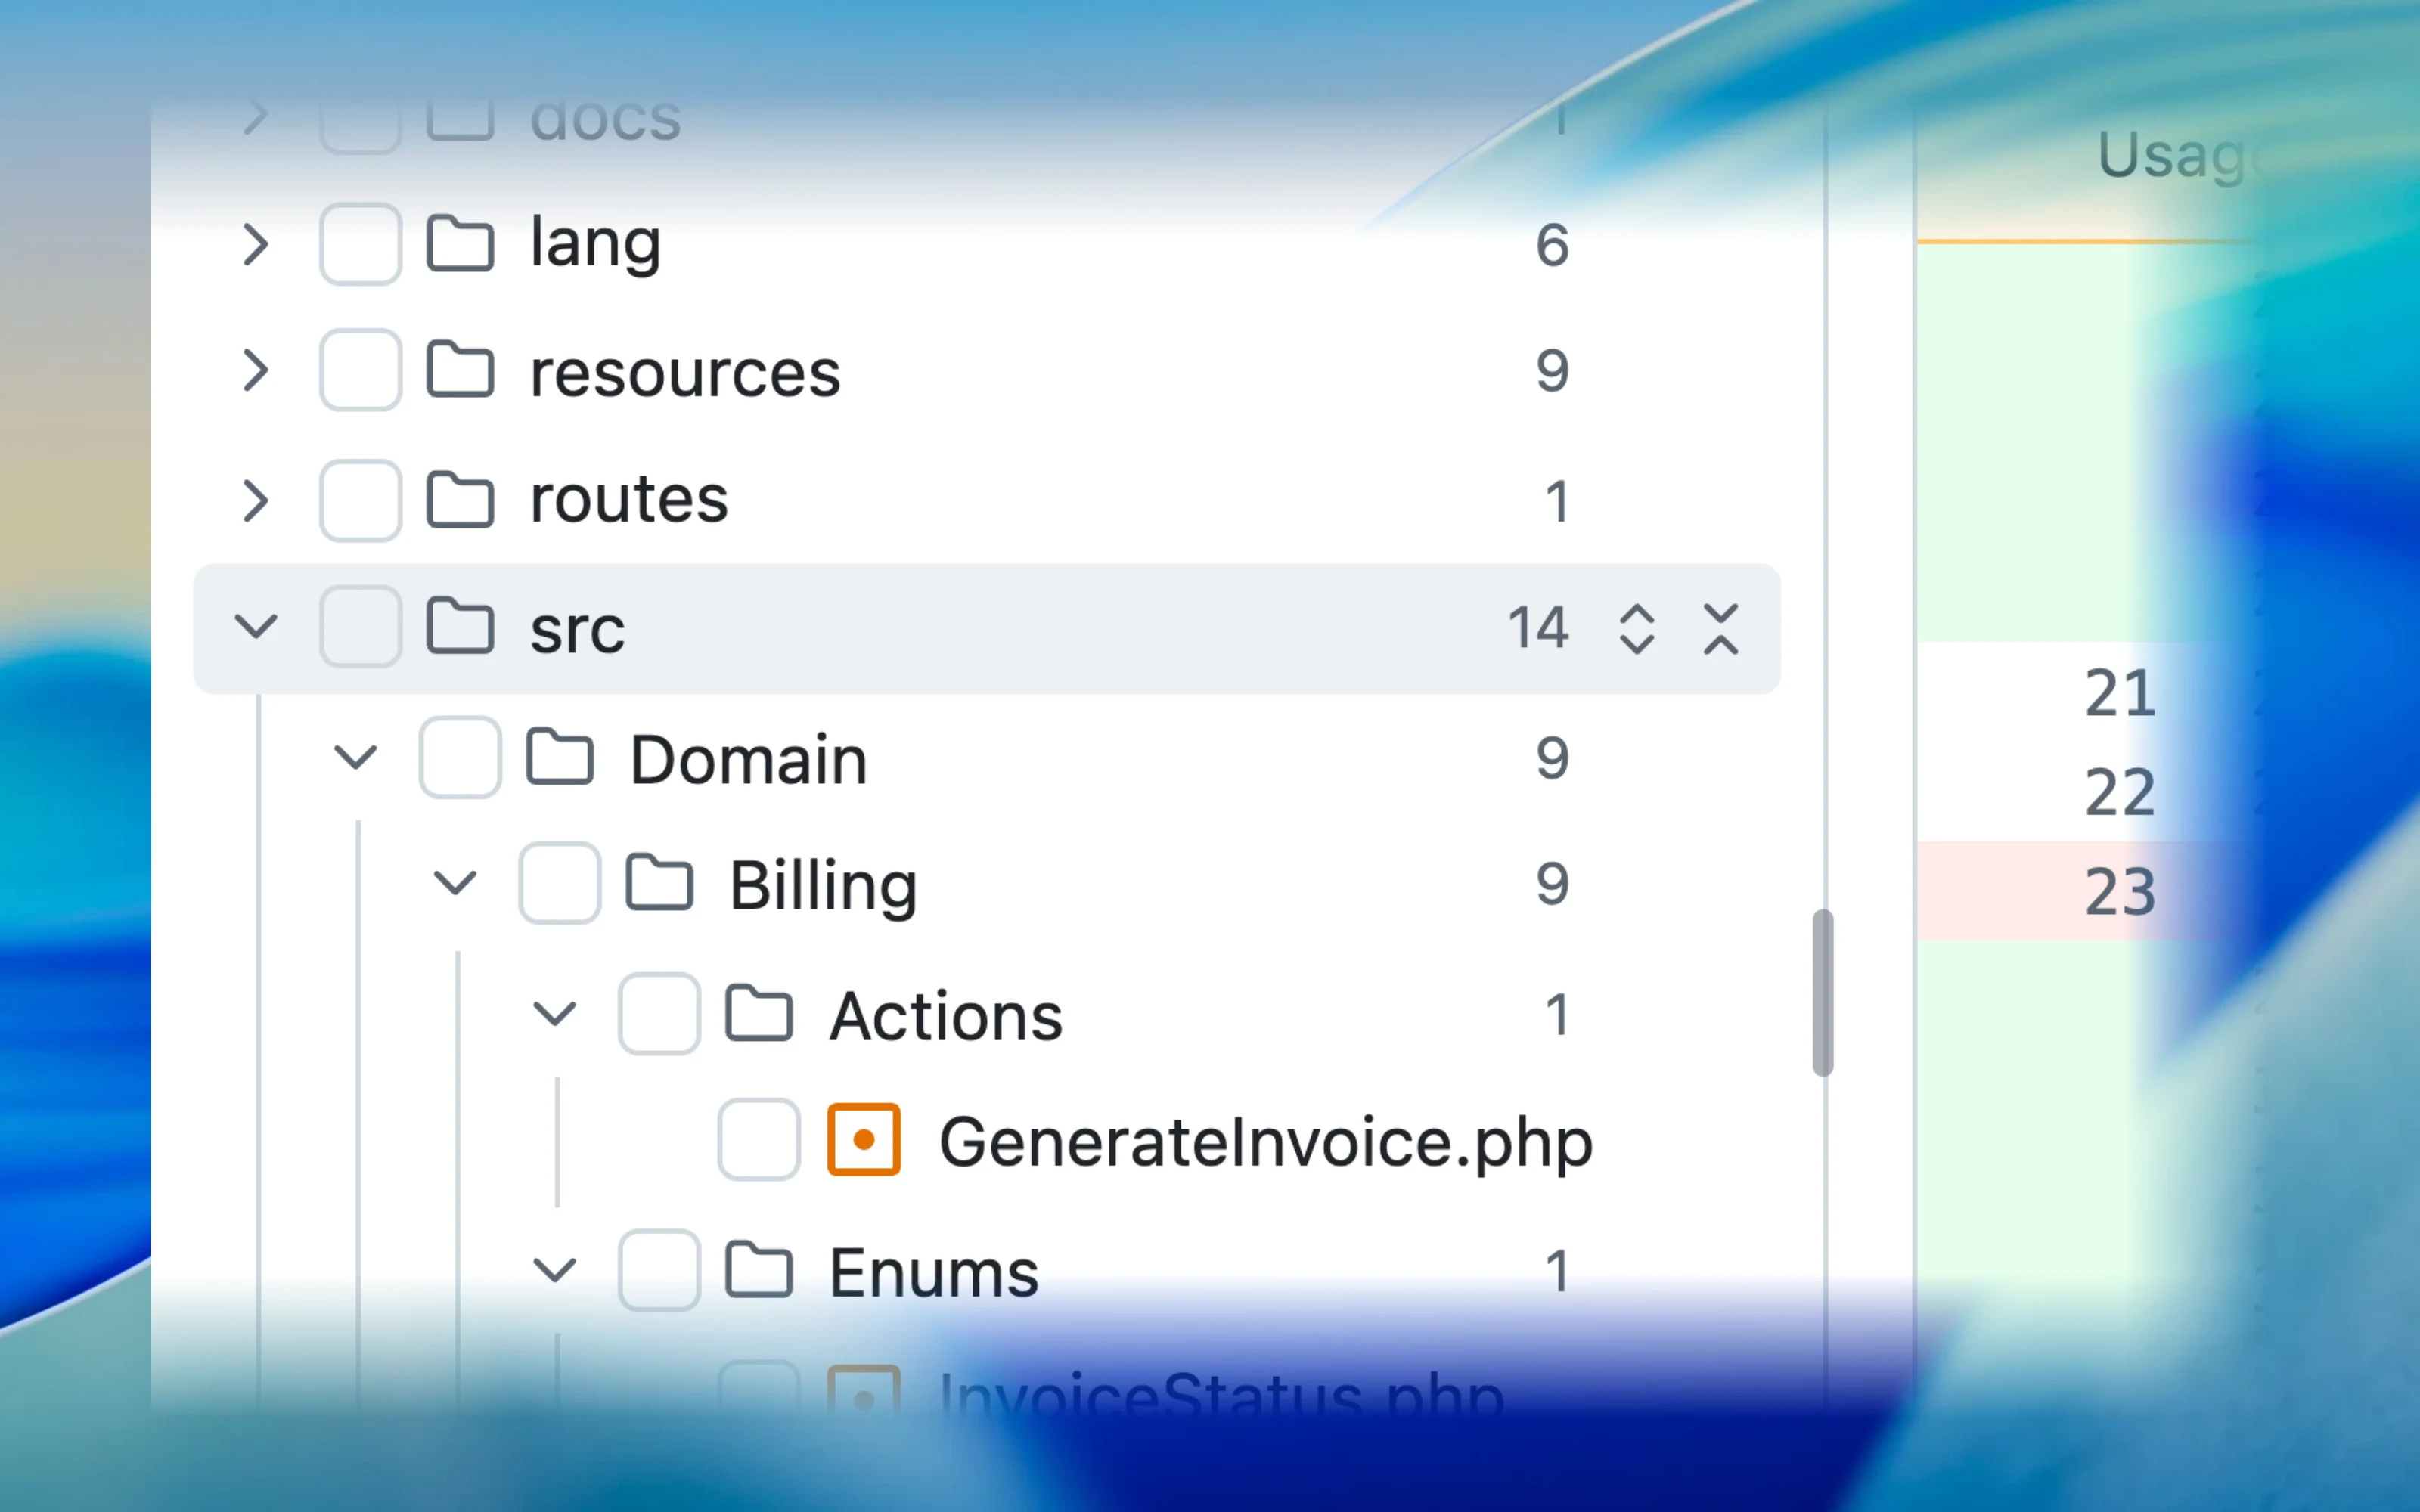 docs 1
lang 6
resources 9
routes 1
src 14
Domain 9
Billing 9
Actions 1
GenerateInvoice.php
Enums 1
InvoiceStatus.php
Usage
21
22
23